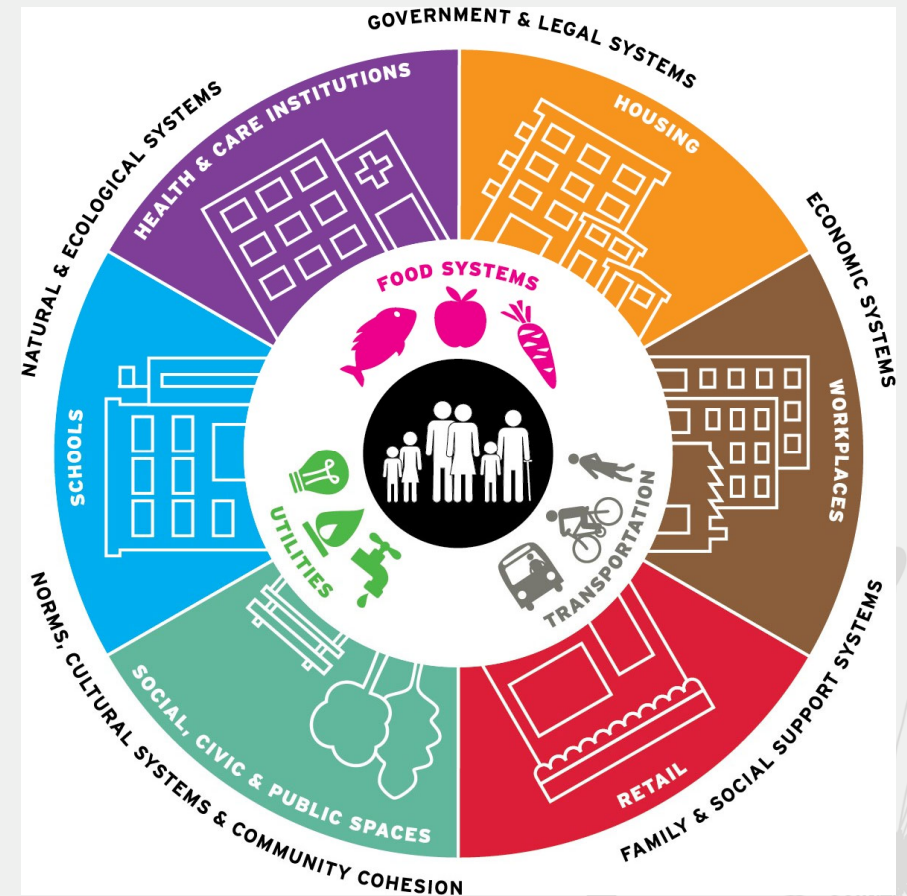 GOVERNMENT & LEGAL SYSTEMS
ECONOMIC SYSTEMS
FAMILY & SOCIAL SUPPORT SYSTEMS
NORMS, CULTURAL SYSTEMS & COMMUNITY COHESION
NATURAL & ECOLOGICAL SYSTEMS
HEALTH & CARE INSTITUTIONS
HOUSING
WORKPLACES
RETAIL
SOCIAL, CIVIC & PUBLIC SPACES
SCHOOLS
FOOD SYSTEMS
TRANSPORTATION
UTILITIES